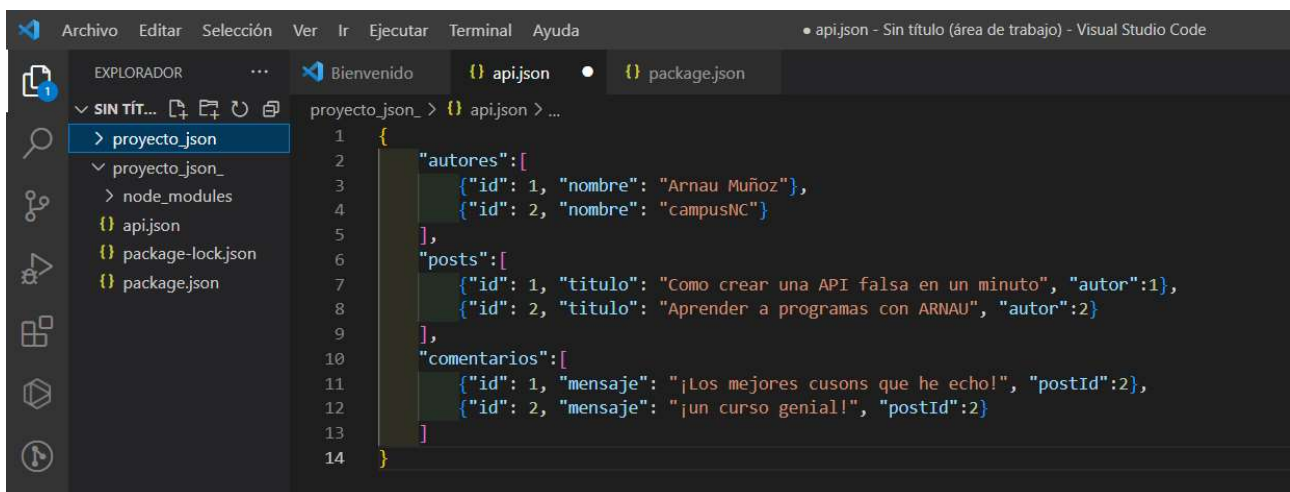 Archivo Editar Selección Ver Ir Ejecutar Terminal Ayuda ● api.json - Sin título (área de trabajo) - Visual Studio Code
EXPLORADOR ... Bienvenido {} api.json ● {} package.json
1
SIN TÍT... proyecto_json_ > {} api.json > ...
> proyecto_json
proyecto_json_
> node_modules
{} api.json
{} package-lock.json
{} package.json
1 {
2 "autores":[
3 {"id": 1, "nombre": "Arnau Muñoz"},
4 {"id": 2, "nombre": "campusNC"}
5 ],
6 "posts":[
7 {"id": 1, "titulo": "Como crear una API falsa en un minuto", "autor":1},
8 {"id": 2, "titulo": "Aprender a programas con ARNAU", "autor":2}
9 ],
10 "comentarios":[
11 {"id": 1, "mensaje": "¡Los mejores cusons que he echo!", "postId":2},
12 {"id": 2, "mensaje": "¡un curso genial!", "postId":2}
13 ]
14 }